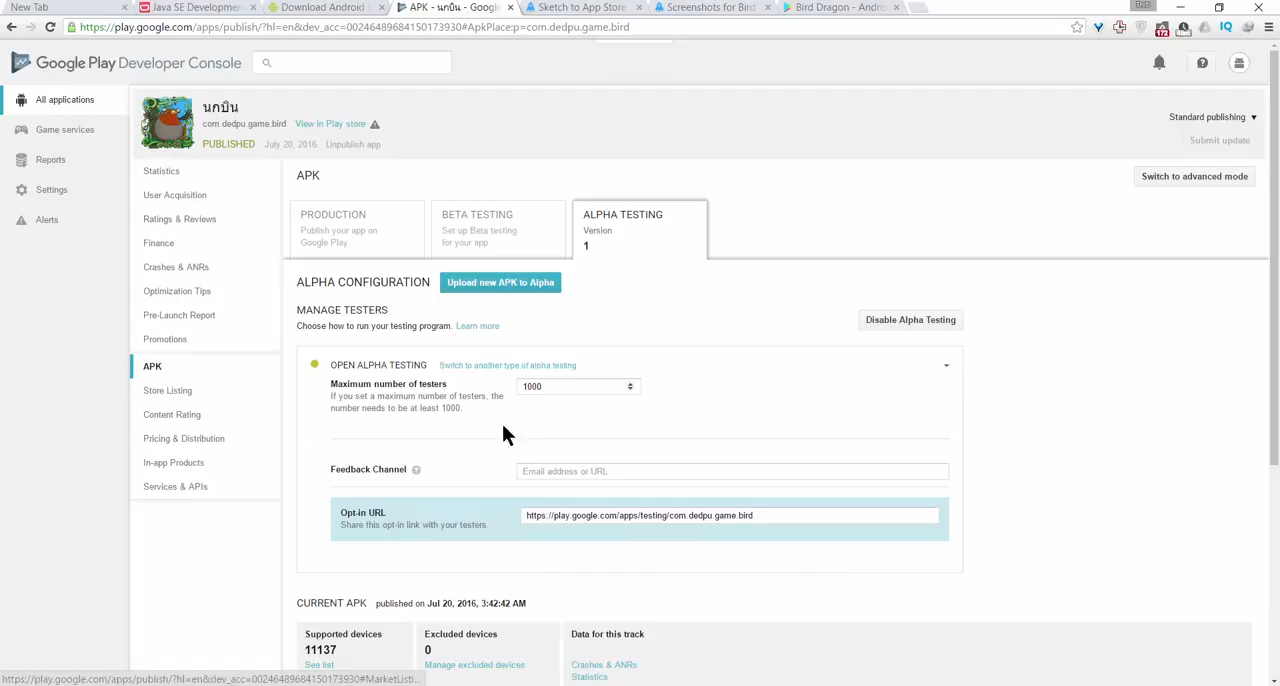 New Tab
Java SE Developmen
Download Android S
APK - นกบิน - Google
Sketch to App Store
Screenshots for Bird
Bird Dragon - Androi
Thติ
https://play.google.com/apps/publish/?hl=en&dev_acc=00246489684150173930#ApkPlace:p=com.dedpu.game.bird
172
IQ
Google Play Developer Console
All applications
Game services
Reports
Settings
Alerts
นกบิน
com.dedpu.game.bird View in Play store
PUBLISHED July 20, 2016 Unpublish app
Standard publishing
Submit update
Statistics
User Acquisition
Ratings & Reviews
Finance
Crashes & ANRs
Optimization Tips
Pre-Launch Report
Promotions
APK
Store Listing
Content Rating
Pricing & Distribution
In-app Products
Services & APIs
APK
Switch to advanced mode
PRODUCTION
Publish your app on
Google Play
BETA TESTING
Set up Beta testing
for your app
ALPHA TESTING
Version
1
ALPHA CONFIGURATION Upload new APK to Alpha
MANAGE TESTERS
Choose how to run your testing program. Learn more
Disable Alpha Testing
OPEN ALPHA TESTING Switch to another type of alpha testing
Maximum number of testers 1000
If you set a maximum number of testers, the
number needs to be at least 1000.
Feedback Channel Email address or URL
Opt-in URL https://play.google.com/apps/testing/com.dedpu.game.bird
Share this opt-in link with your testers.
CURRENT APK published on Jul 20, 2016, 3:42:42 AM
Supported devices
11137
See list
Excluded devices
0
Manage excluded devices
Data for this track
Crashes & ANRs
Statistics
https://play.google.com/apps/publish/?hl=en&dev_acc=00246489684150173930#MarketListi...